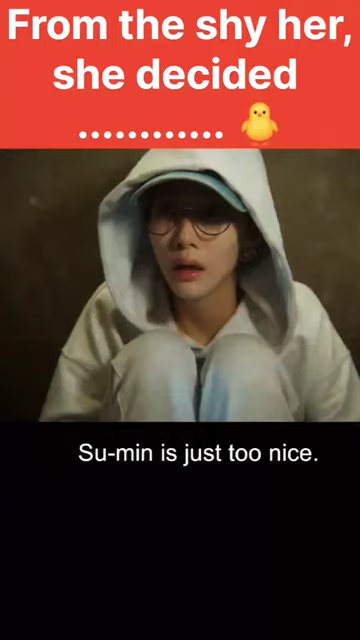 From the shy her,
she decided
............ 🐥
Su-min is just too nice.